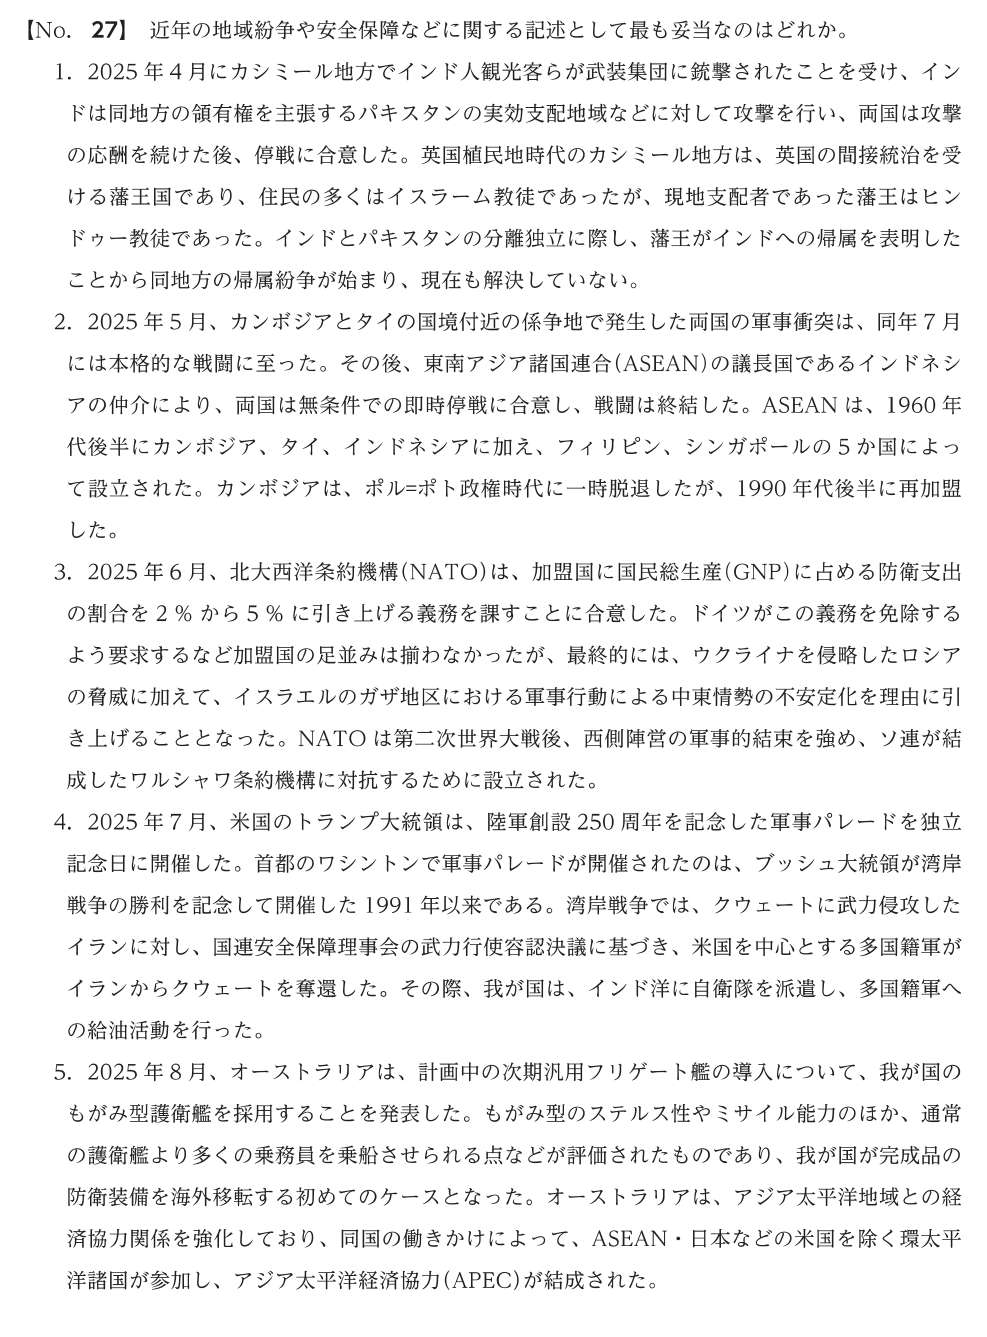 【No. 27】 近年の地域紛争や安全保障などに関する記述として最も妥当なのはどれか。
1. 2025年4月にカシミール地方でインド人観光客らが武装集団に銃撃されたことを受け、イン
ドは同地方の領有権を主張するパキスタンの実効支配地域などに対して攻撃を行い、両国は攻撃
の応酬を続けた後、停戦に合意した。英国植民地時代のカシミール地方は、英国の間接統治を受
ける藩王国であり、住民の多くはイスラーム教徒であったが、現地支配者であった藩王はヒン
ドゥー教徒であった。インドとパキスタンの分離独立に際し、藩王がインドへの帰属を表明した
ことから同地方の帰属紛争が始まり、現在も解決していない。
2. 2025年5月、カンボジアとタイの国境付近の係争地で発生した両国の軍事衝突は、同年7月
には本格的な戦闘に至った。その後、東南アジア諸国連合(ASEAN)の議長国であるインドネシ
アの仲介により、両国は無条件での即時停戦に合意し、戦闘は終結した。ASEANは、1960年
代後半にカンボジア、タイ、インドネシアに加え、フィリピン、シンガポールの5か国によっ
て設立された。カンボジアは、ポル=ポト政権時代に一時脱退したが、1990年代後半に再加盟
した。
3. 2025年6月、北大西洋条約機構(NATO)は、加盟国に国民総生産(GNP)に占める防衛支出
の割合を2%から5%に引き上げる義務を課すことに合意した。ドイツがこの義務を免除する
よう要求するなど加盟国の足並みは揃わなかったが、最終的には、ウクライナを侵略したロシア
の脅威に加えて、イスラエルのガザ地区における軍事行動による中東情勢の不安定化を理由に引
き上げることとなった。NATOは第二次世界大戦後、西側陣営の軍事的結束を強め、ソ連が結
成したワルシャワ条約機構に対抗するために設立された。
4. 2025年7月、米国のトランプ大統領は、陸軍創設250周年を記念した軍事パレードを独立
記念日に開催した。首都のワシントンで軍事パレードが開催されたのは、ブッシュ大統領が湾岸
戦争の勝利を記念して開催した1991年以来である。湾岸戦争では、クウェートに武力侵攻した
イランに対し、国連安全保障理事会の武力行使容認決議に基づき、米国を中心とする多国籍軍が
イランからクウェートを奪還した。その際、我が国は、インド洋に自衛隊を派遣し、多国籍軍へ
の給油活動を行った。
5. 2025年8月、オーストラリアは、計画中の次期汎用フリゲート艦の導入について、我が国の
もがみ型護衛艦を採用することを発表した。もがみ型のステルス性やミサイル能力のほか、通常
の護衛艦より多くの乗務員を乗船させられる点などが評価されたものであり、我が国が完成品の
防衛装備を海外移転する初めてのケースとなった。オーストラリアは、アジア太平洋地域との経
済協力関係を強化しており、同国の働きかけによって、ASEAN・日本などの米国を除く環太平
洋諸国が参加し、アジア太平洋経済協力(APEC)が結成された。